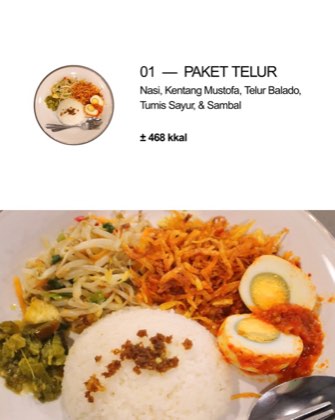 01 — PAKET TELUR
Nasi, Kentang Mustofa, Telur Balado,
Tumis Sayur, & Sambal
± 468 kkal